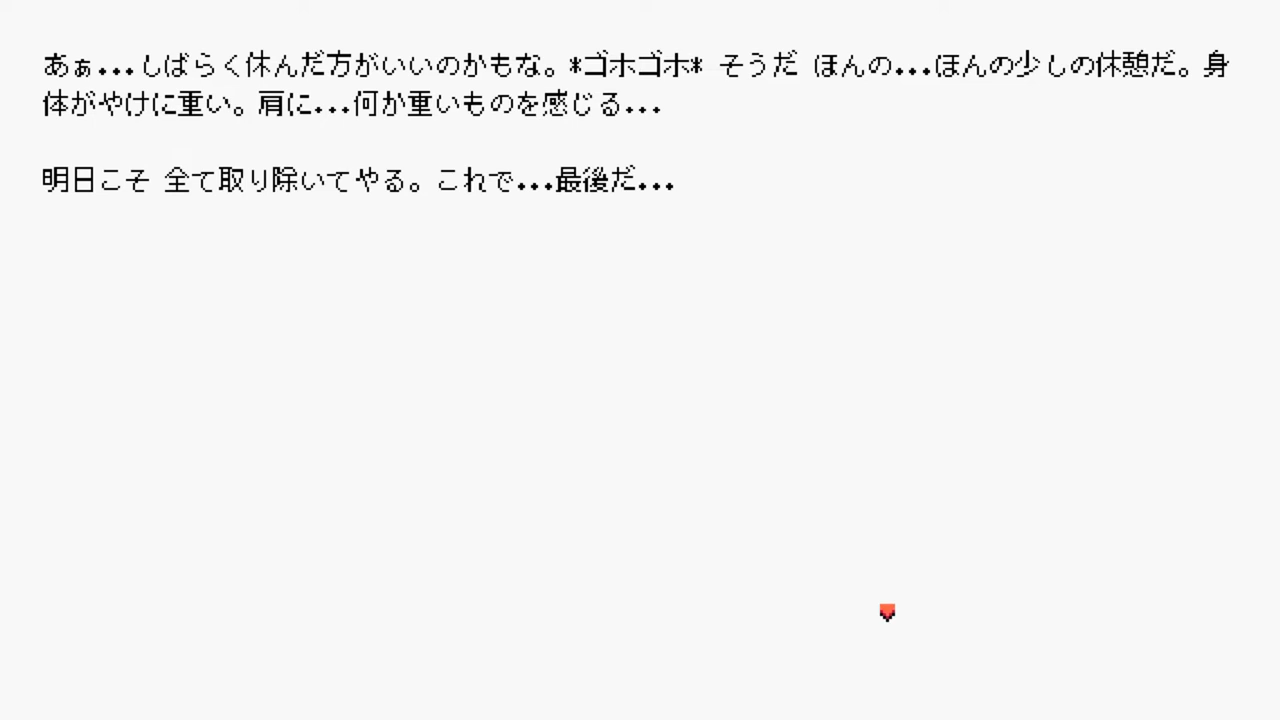 あぁ...しばらく休んだ方がいいのかもな。*ゴホゴホ* そうだ ほんの...ほんの少しの休憩だ。身
体がやけに重い。肩に...何か重いものを感じる...
明日こそ 全て取り除いてやる。これで...最後だ...